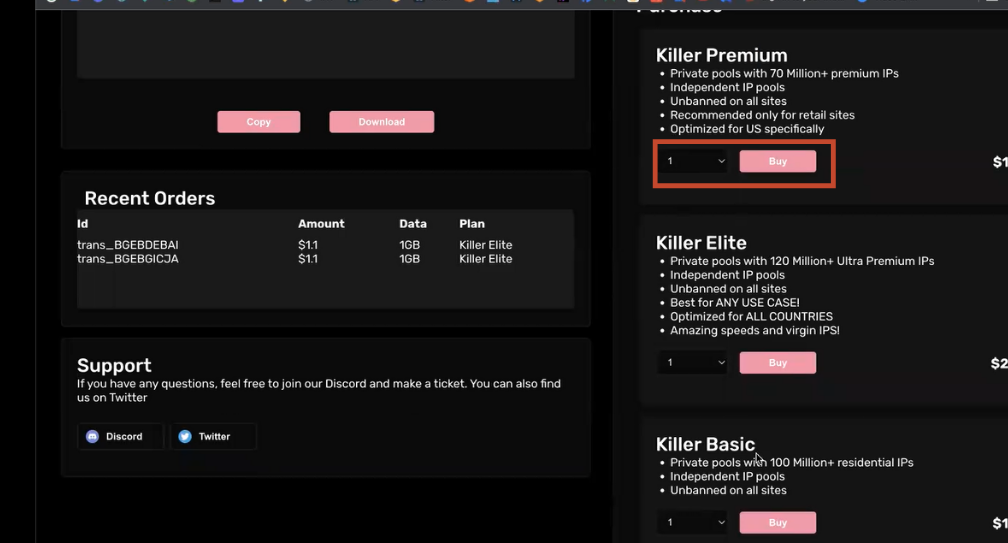 Copy Download
Recent Orders
Id Amount Data Plan
trans_BGEBDEBAI $1.1 1GB Killer Elite
trans_BGEBGICJA $1.1 1GB Killer Elite
Support
If you have any questions, feel free to join our Discord and make a ticket. You can also find
us on Twitter
Discord Twitter
Purchase
Killer Premium
• Private pools with 70 Million+ premium IPs
• Independent IP pools
• Unbanned on all sites
• Recommended only for retail sites
• Optimized for US specifically
1 Buy
Killer Elite
• Private pools with 120 Million+ Ultra Premium IPs
• Independent IP pools
• Unbanned on all sites
• Best for ANY USE CASE!
• Optimized for ALL COUNTRIES
• Amazing speeds and virgin IPS!
1 Buy
Killer Basic
• Private pools with 100 Million+ residential IPs
• Independent IP pools
• Unbanned on all sites
1 Buy